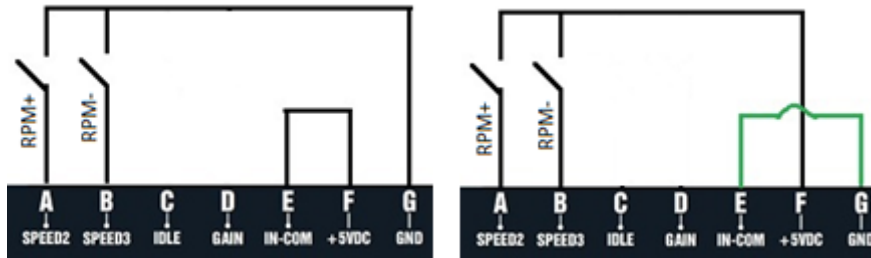 RPM+ RPM- RPM+ RPM-
A B C D E F G A B C D E F G
SPEED2 SPEED3 IDLE GAIN IN-COM +5VDC GND SPEED2 SPEED3 IDLE GAIN IN-COM +5VDC GND